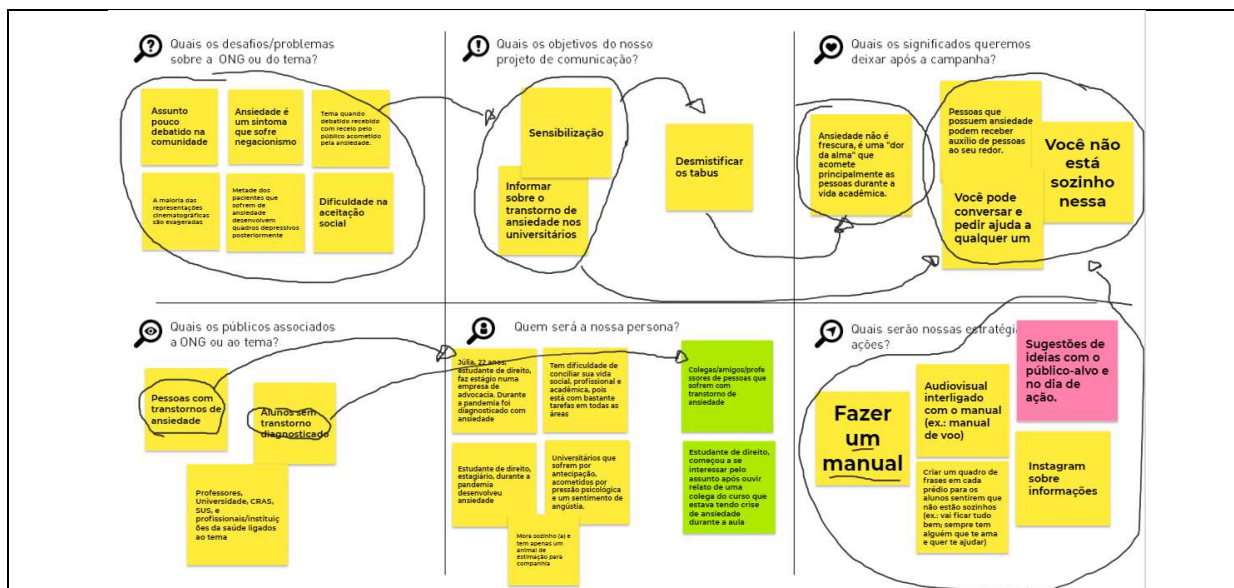 Quais os desafios/problemas
sobre a ONG ou do tema?
Assunto
pouco
debatido na
comunidade
Ansiedade é
um sintoma
que sofre
negacionismo
Tema quando
debatido recebido
com receio pelo
público acometido
pela ansiedade.
A maioria das
representações
cinematográficas
são exageradas
Metade dos
pacientes que
sofrem de
ansiedade
desenvolvem
quadros depressivos
posteriormente
Dificuldade na
aceitação
social
Quais os objetivos do nosso
projeto de comunicação?
Sensibilização
Informar
sobre o
transtorno de
ansiedade nos
universitários
Desmistificar
os tabus
Quais os significados queremos
deixar após a campanha?
Ansiedade não é
frescura, é uma "dor
da alma" que
acomete
principalmente as
pessoas durante a
vida acadêmica.
Pessoas que
possuem ansiedade
podem receber
auxílio de pessoas
ao seu redor.
Você não
está
sozinho
nessa
Você pode
conversar e
pedir ajuda a
qualquer um
Quais os públicos associados
a ONG ou ao tema?
Pessoas com
transtornos de
ansiedade
Alunos sem
transtorno
diagnosticado
Professores,
Universidade, CRAS,
SUS, e
profissionais/instituiç
ões da saúde ligados
ao tema
Quem será a nossa persona?
Júlia, 22 anos,
estudante de direito,
faz estágio numa
empresa de
advocacia. Durante
a pandemia foi
diagnosticado com
ansiedade
Tem dificuldade de
conciliar sua vida
social, profissional e
acadêmica, pois
está com bastante
tarefas em todas as
áreas
Colegas/amigos/profe
ssores de pessoas que
sofrem com
transtorno de
ansiedade
Estudante de direito,
estagiário, durante a
pandemia
desenvolveu
ansiedade
Universitários que
sofrem por
antecipação,
acometidos por
pressão psicológica
e um sentimento de
angústia.
Estudante de direito,
começou a se
interessar pelo
assunto após ouvir
relato de uma
colega do curso que
estava tendo crise
de ansiedade
durante a aula
Mora sozinho (a) e
tem apenas um
animal de
estimação para
companhia
Quais serão nossas
ações?
Fazer
um
manual
Audiovisual
interligado
com o manual
(ex.: manual
de voo)
Sugestões de
ideias com o
público-alvo e
no dia de
ação.
Criar um quadro de
frases em cada
prédio para os
alunos sentirem que
não estão sozinhos
(ex.: vai ficar tudo
bem; sempre tem
alguém que te ama
e quer te ajudar)
Instagram
sobre
informações